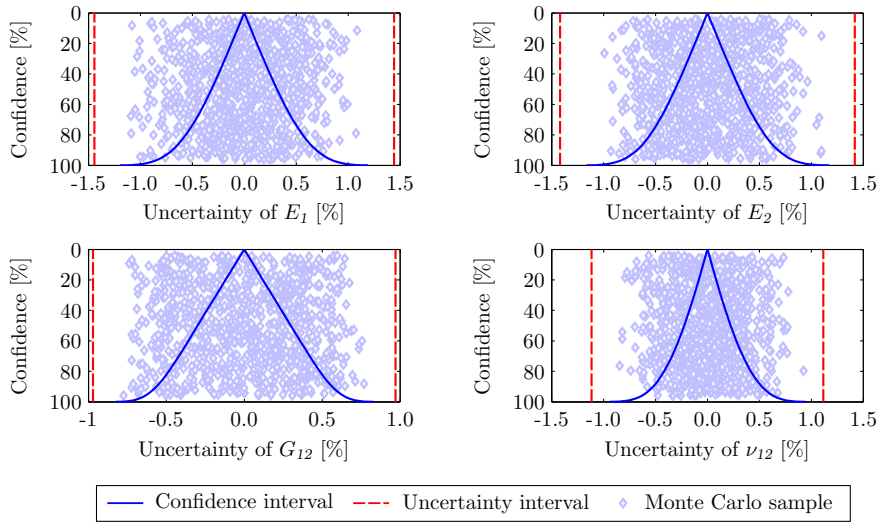 0
20
40
60
80
100
Confidence [%]
-1.5 -1.0 -0.5 0.0 0.5 1.0 1.5
Uncertainty of E1 [%]
0
20
40
60
80
100
Confidence [%]
-1.5 -1.0 -0.5 0.0 0.5 1.0 1.5
Uncertainty of E2 [%]
0
20
40
60
80
100
Confidence [%]
-1 -0.5 0.0 0.5 1.0
Uncertainty of G12 [%]
0
20
40
60
80
100
Confidence [%]
-1.5 -1.0 -0.5 0.0 0.5 1.0 1.5
Uncertainty of ν12 [%]
Confidence interval Uncertainty interval Monte Carlo sample